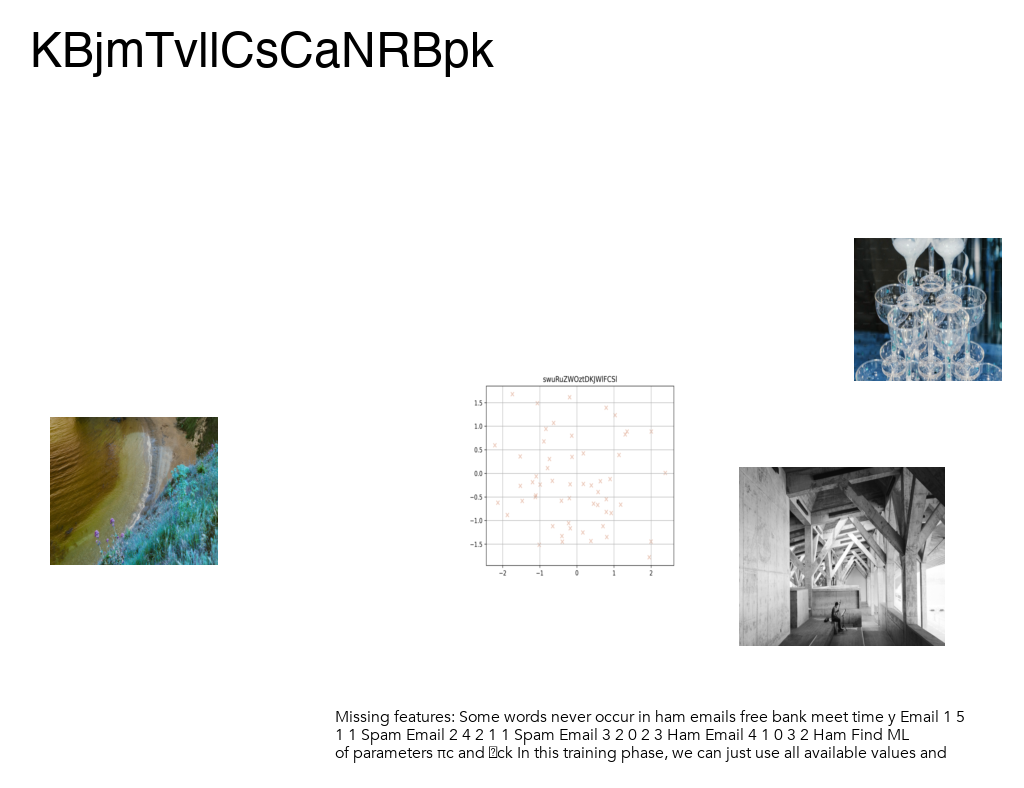 KBjmTvllCsCaNRBpk
1.5
1.0
0.5
0.0
−0.5
−1.0
−1.5
−2 −1 0 1 2
Missing features: Some words never occur in ham emails free bank meet time y Email 1 5
1 1 Spam Email 2 4 2 1 1 Spam Email 3 2 0 2 3 Ham Email 4 1 0 3 2 Ham Find ML
of parameters πc and ck In this training phase, we can just use all available values and